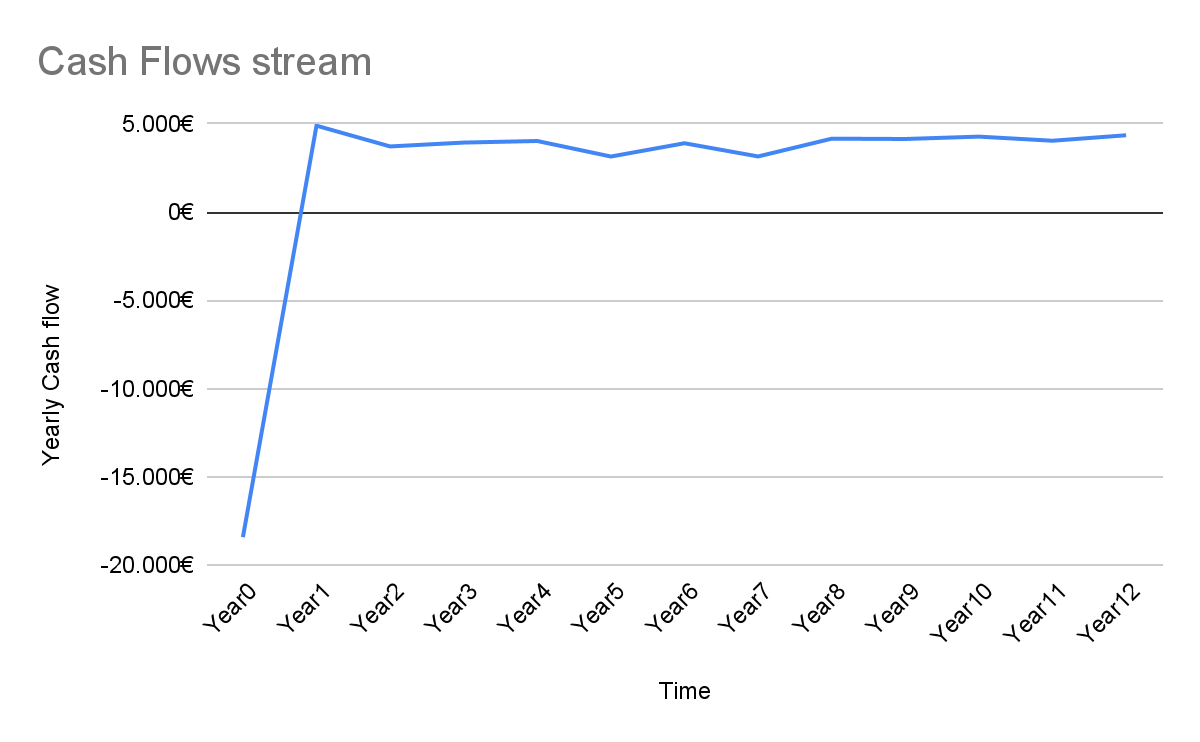 Cash Flows stream
5.000€
0€
-5.000€
-10.000€
-15.000€
-20.000€
Yearly Cash flow
Year0
Year1
Year2
Year3
Year4
Year5
Year6
Year7
Year8
Year9
Year10
Year11
Year12
Time